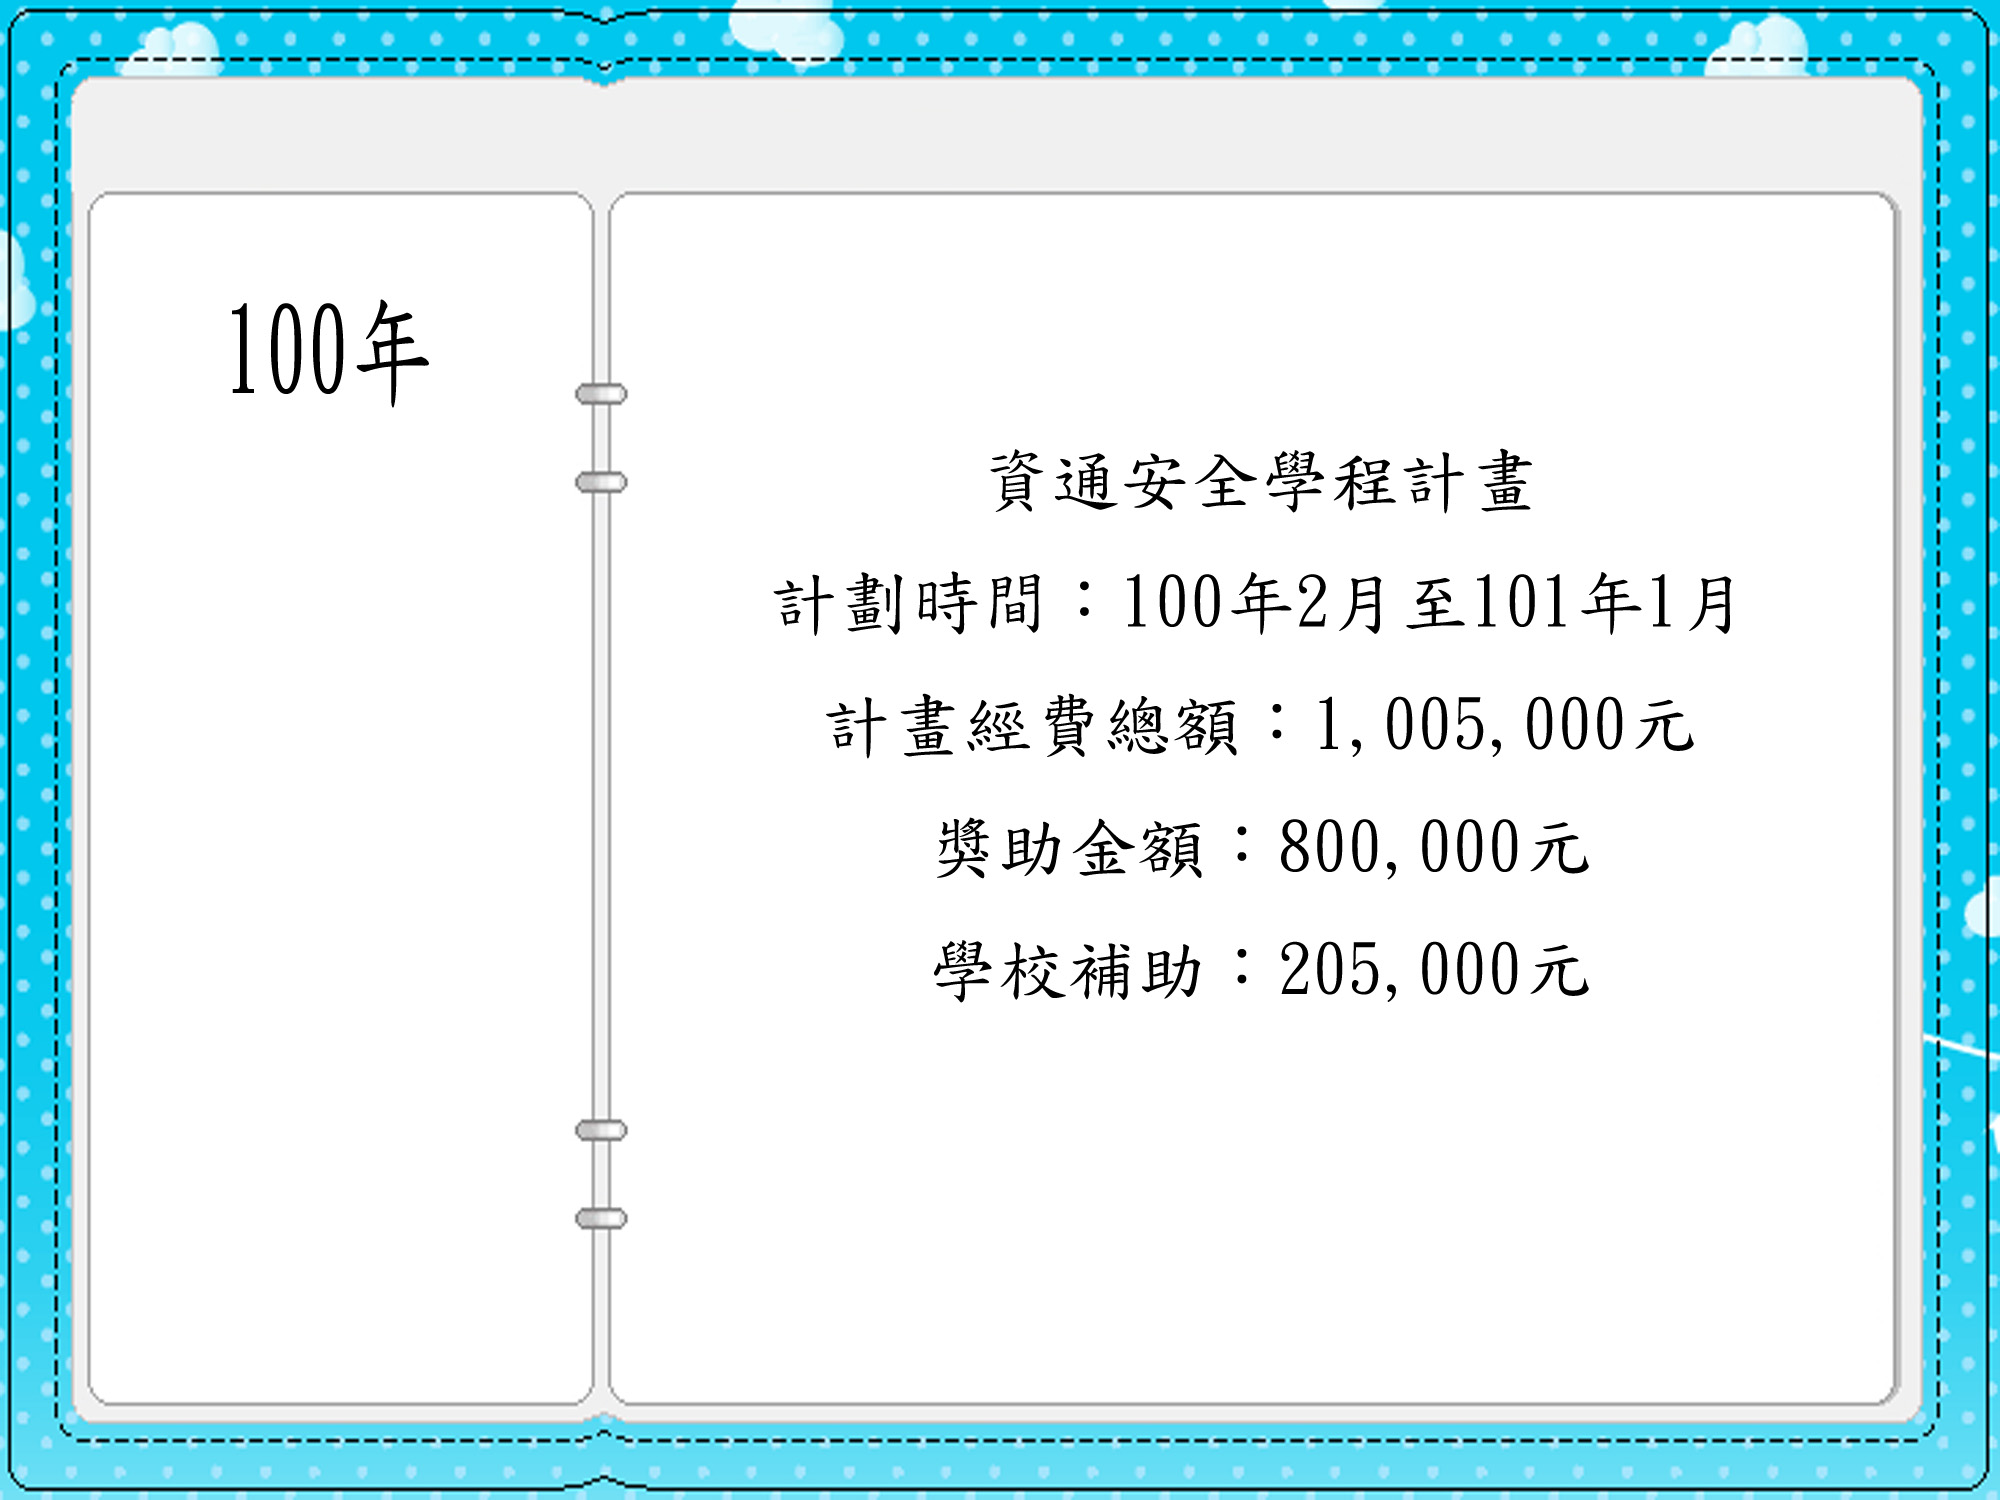 100年
資通安全學程計畫
計劃時間：100年2月至101年1月
計畫經費總額：1,005,000元
獎助金額：800,000元
學校補助：205,000元